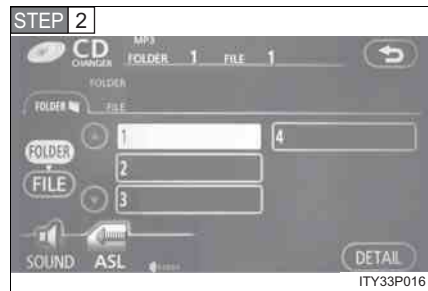 STEP 2
CD CHANGER MP3 FOLDER 1 FILE 1
FOLDER
FOLDER FILE
1 4
FOLDER
2
FILE
3
SOUND ASL
DETAIL
ITY33P016